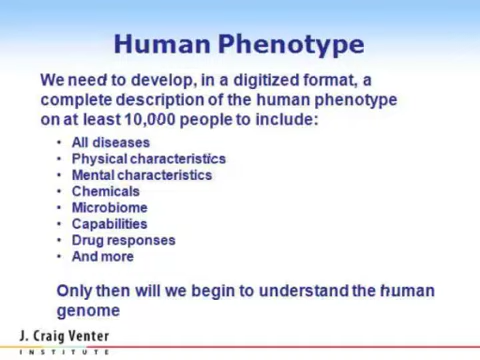 Human Phenotype
We need to develop, in a digitized format, a
complete description of the human phenotype
on at least 10,000 people to include:
• All diseases
• Physical characteristics
• Mental characteristics
• Chemicals
• Microbiome
• Capabilities
• Drug responses
• And more
Only then will we begin to understand the human
genome
J. Craig Venter
INSTITUTE